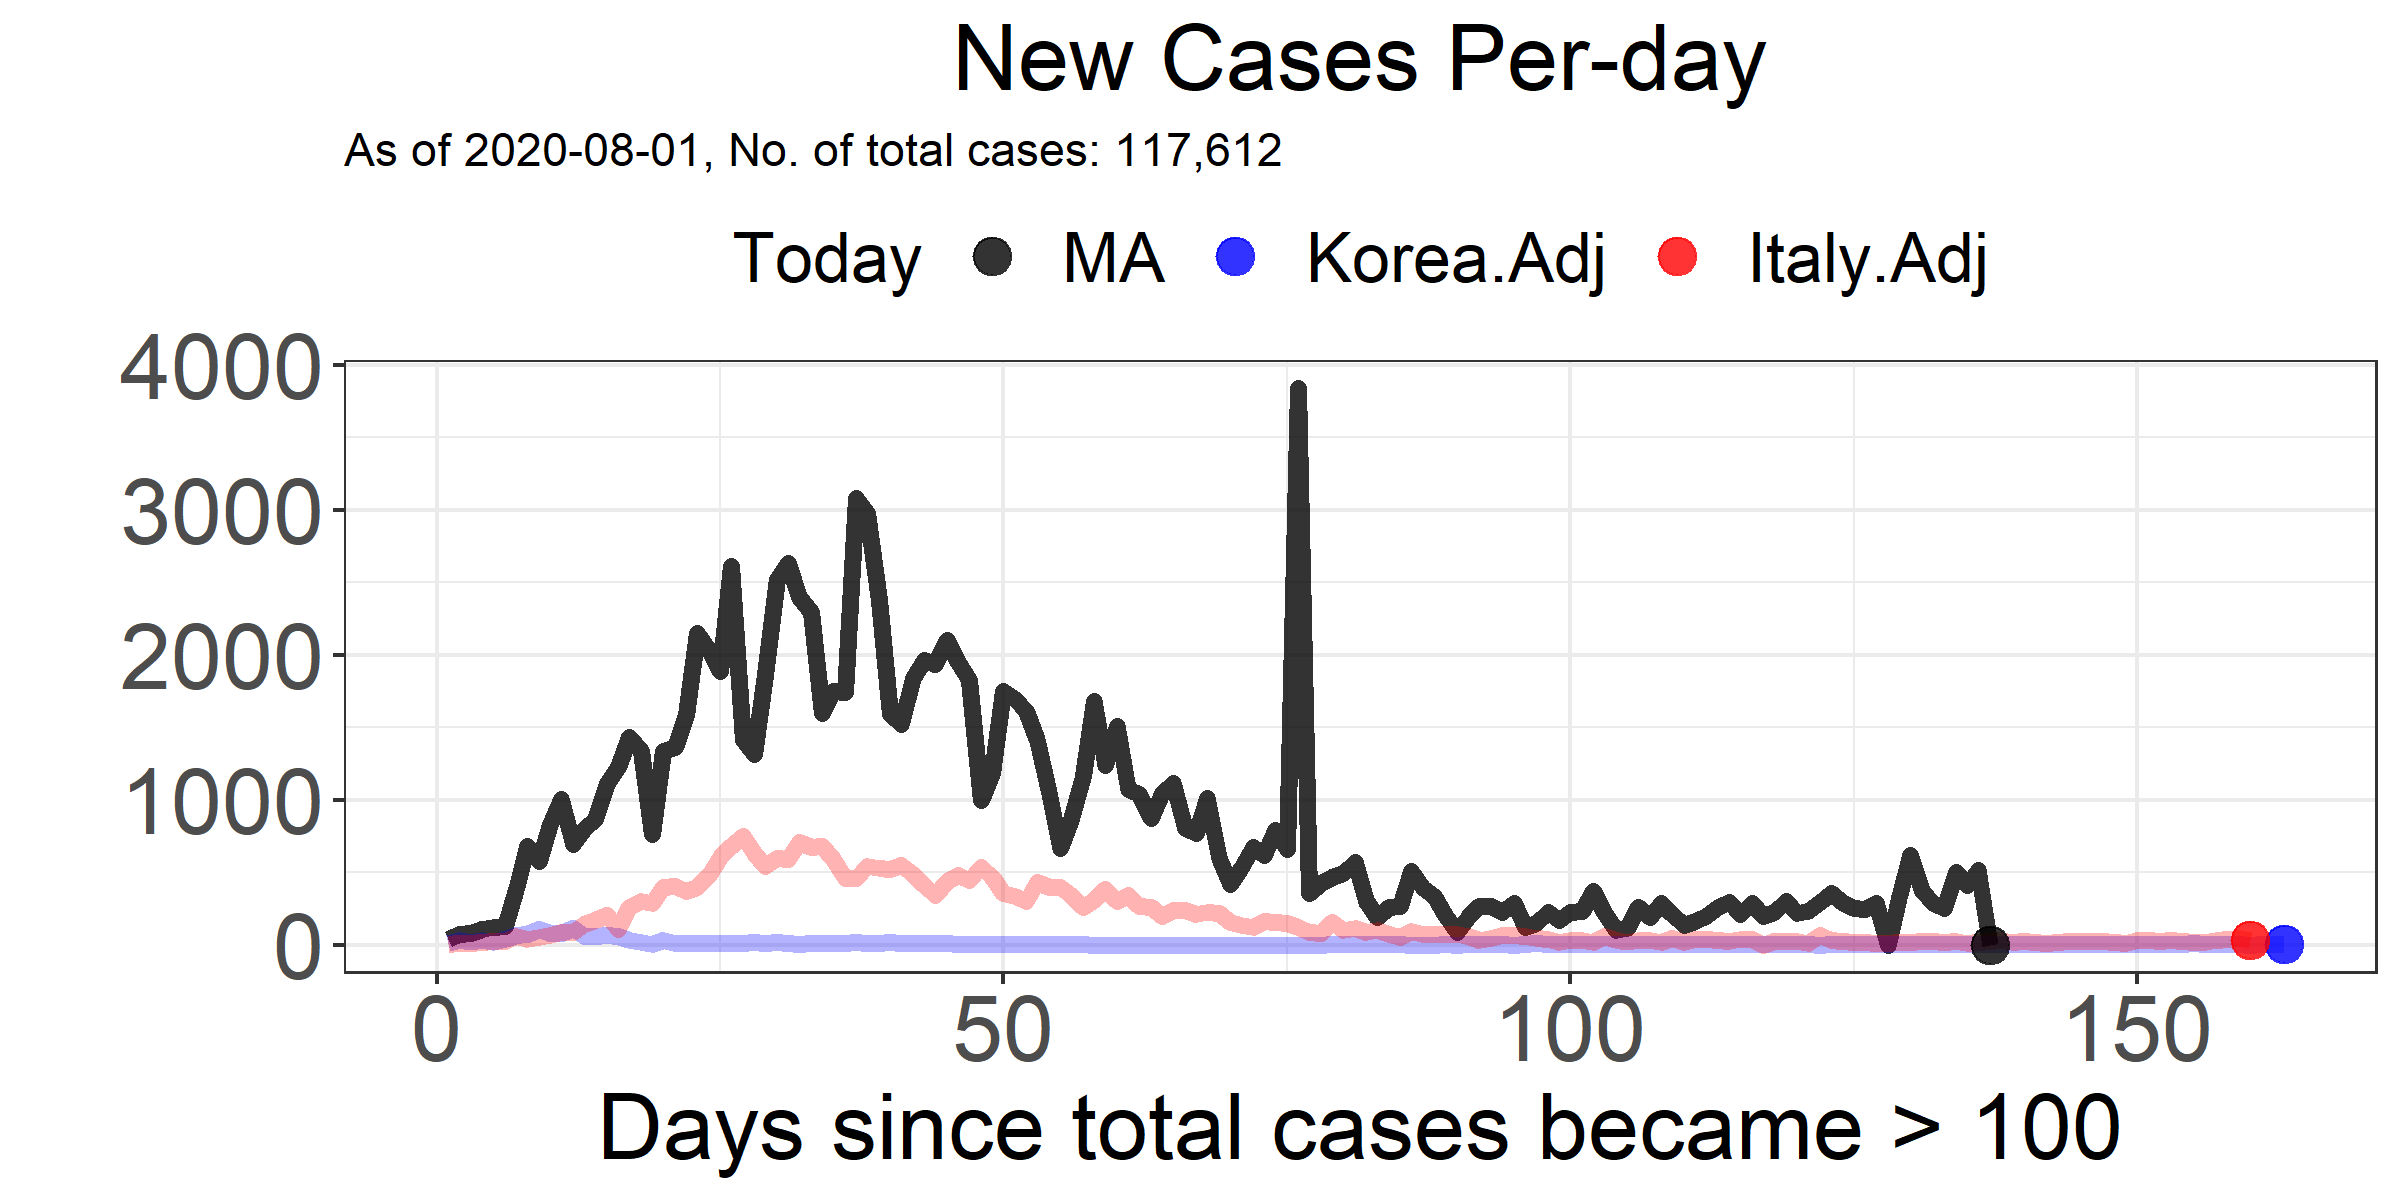 New Cases Per-day
As of 2020-08-01, No. of total cases: 117,612
Today MA Korea.Adj Italy.Adj
4000
3000
2000
1000
0
0 50 100 150
Days since total cases became > 100